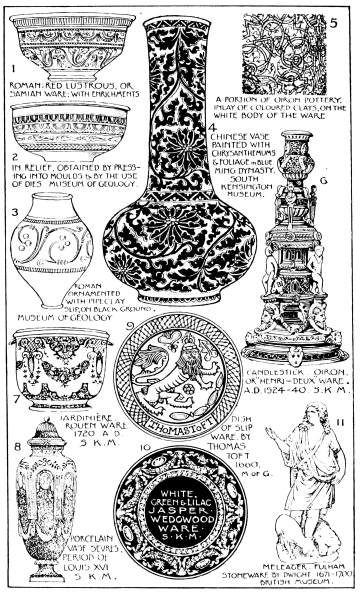 1
ROMAN: RED LUSTROUS, OR
SAMIAN WARE; WITH ENRICHMENTS
2
IN RELIEF, OBTAINED BY PRESS-
ING INTO MOULDS & BY THE USE
OF DIES MUSEUM OF GEOLOGY.
3
ROMAN
ORNAMENTED
WITH PIPECLAY
SLIP, ON BLACK GROUND,
MUSEUM OF GEOLOGY
4
CHINESE VASE
PAINTED WITH
CHRYSANTHEMUMS
& FOLIAGE IN BLUE
MING DYNASTY.
SOUTH
KENSINGTON
MUSEUM.
5
A PORTION OF OIRON POTTERY,
INLAY OF COLOURED CLAYS, ON THE
WHITE BODY OF THE WARE
6
CANDLESTICK OIRON,
OR "HENRI-DEUX WARE.
A.D. 1524-40. S.K.M.
7
JARDINIÈRE
ROUEN WARE
1720 A D
S K M
8
PORCELAIN
VASE SEVRES,
PERIOD OF
LOUIS XVI
S K M.
9
THOMAS TOFT
DISH
OF SLIP
WARE. BY
THOMAS
TOFT
1660,
M OF G.
10
WHITE,
GREEN & LILAC
JASPER.
WEDGWOOD
WARE.
S·K·M·
11
MELEAGER. FULHAM
STONEWARE BY DWIGHT 1671-1700
BRITISH MUSEUM.